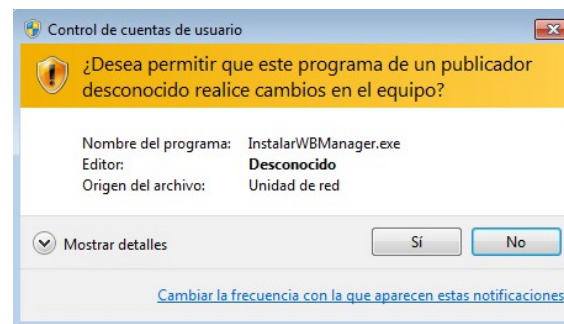 Control de cuentas de usuario
¿Desea permitir que este programa de un publicador
desconocido realice cambios en el equipo?
Nombre del programa: InstalarWBManager.exe
Editor: Desconocido
Origen del archivo: Unidad de red
Mostrar detalles Sí No
Cambiar la frecuencia con la que aparecen estas notificaciones